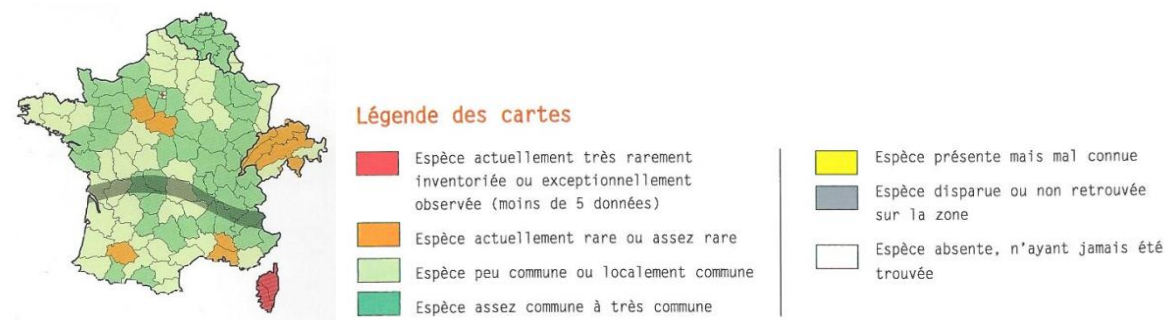 Légende des cartes
Espèce actuellement très rarement
inventoriée ou exceptionnellement
observée (moins de 5 données)
Espèce actuellement rare ou assez rare
Espèce peu commune ou localement commune
Espèce assez commune à très commune
Espèce présente mais mal connue
Espèce disparue ou non retrouvée
sur la zone
Espèce absente, n'ayant jamais été
trouvée